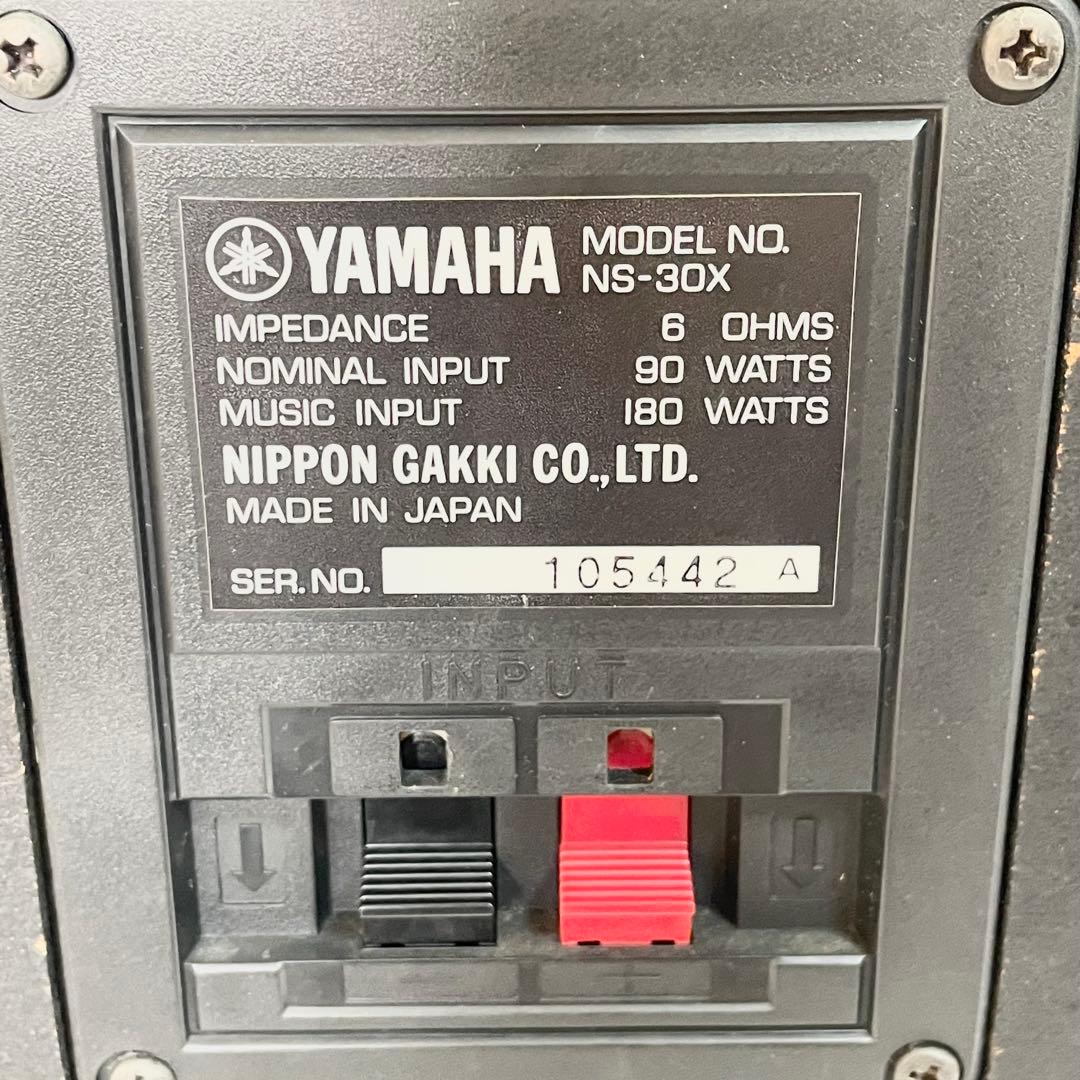 YAMAHA MODEL NO.
NS-30X
IMPEDANCE 6 OHMS
NOMINAL INPUT 90 WATTS
MUSIC INPUT 180 WATTS
NIPPON GAKKI CO.,LTD.
MADE IN JAPAN
SER.NO. 105442 A
INPUT